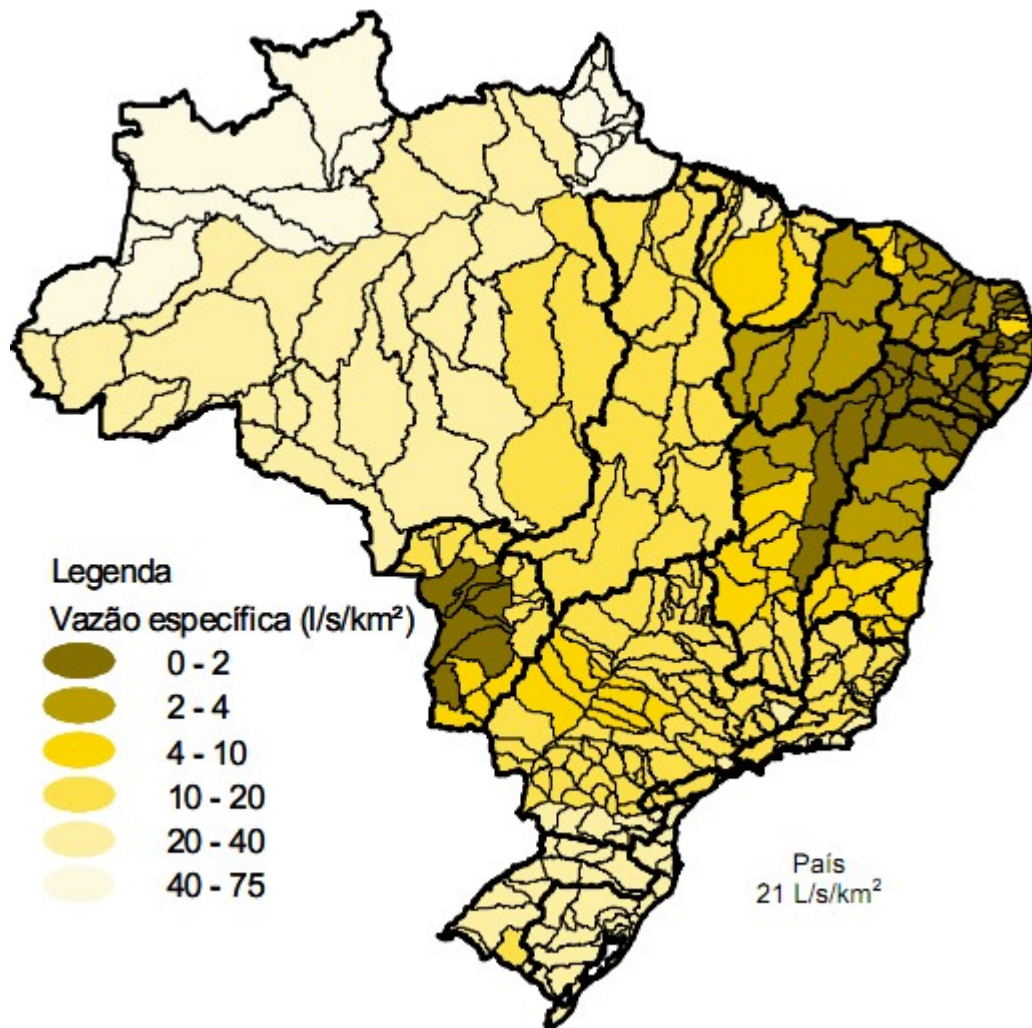 Legenda
Vazão específica (l/s/km²)
0 - 2
2 - 4
4 - 10
10 - 20
20 - 40
40 - 75
País
21 L/s/km²